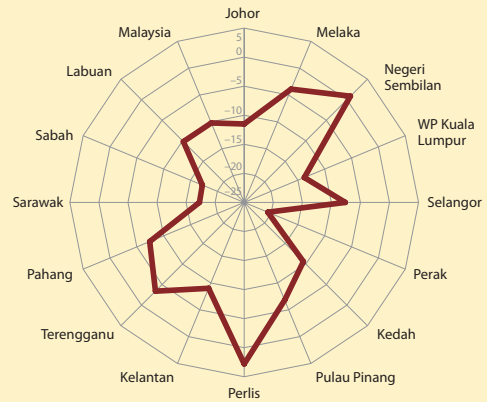 Johor
Malaysia
Melaka
Labuan
Negeri
Sembilan
Sabah
WP Kuala
Lumpur
Sarawak
Selangor
Pahang
Perak
Terengganu
Kedah
Kelantan
Pulau Pinang
Perlis
5
0
–5
–10
–15
–20
–25